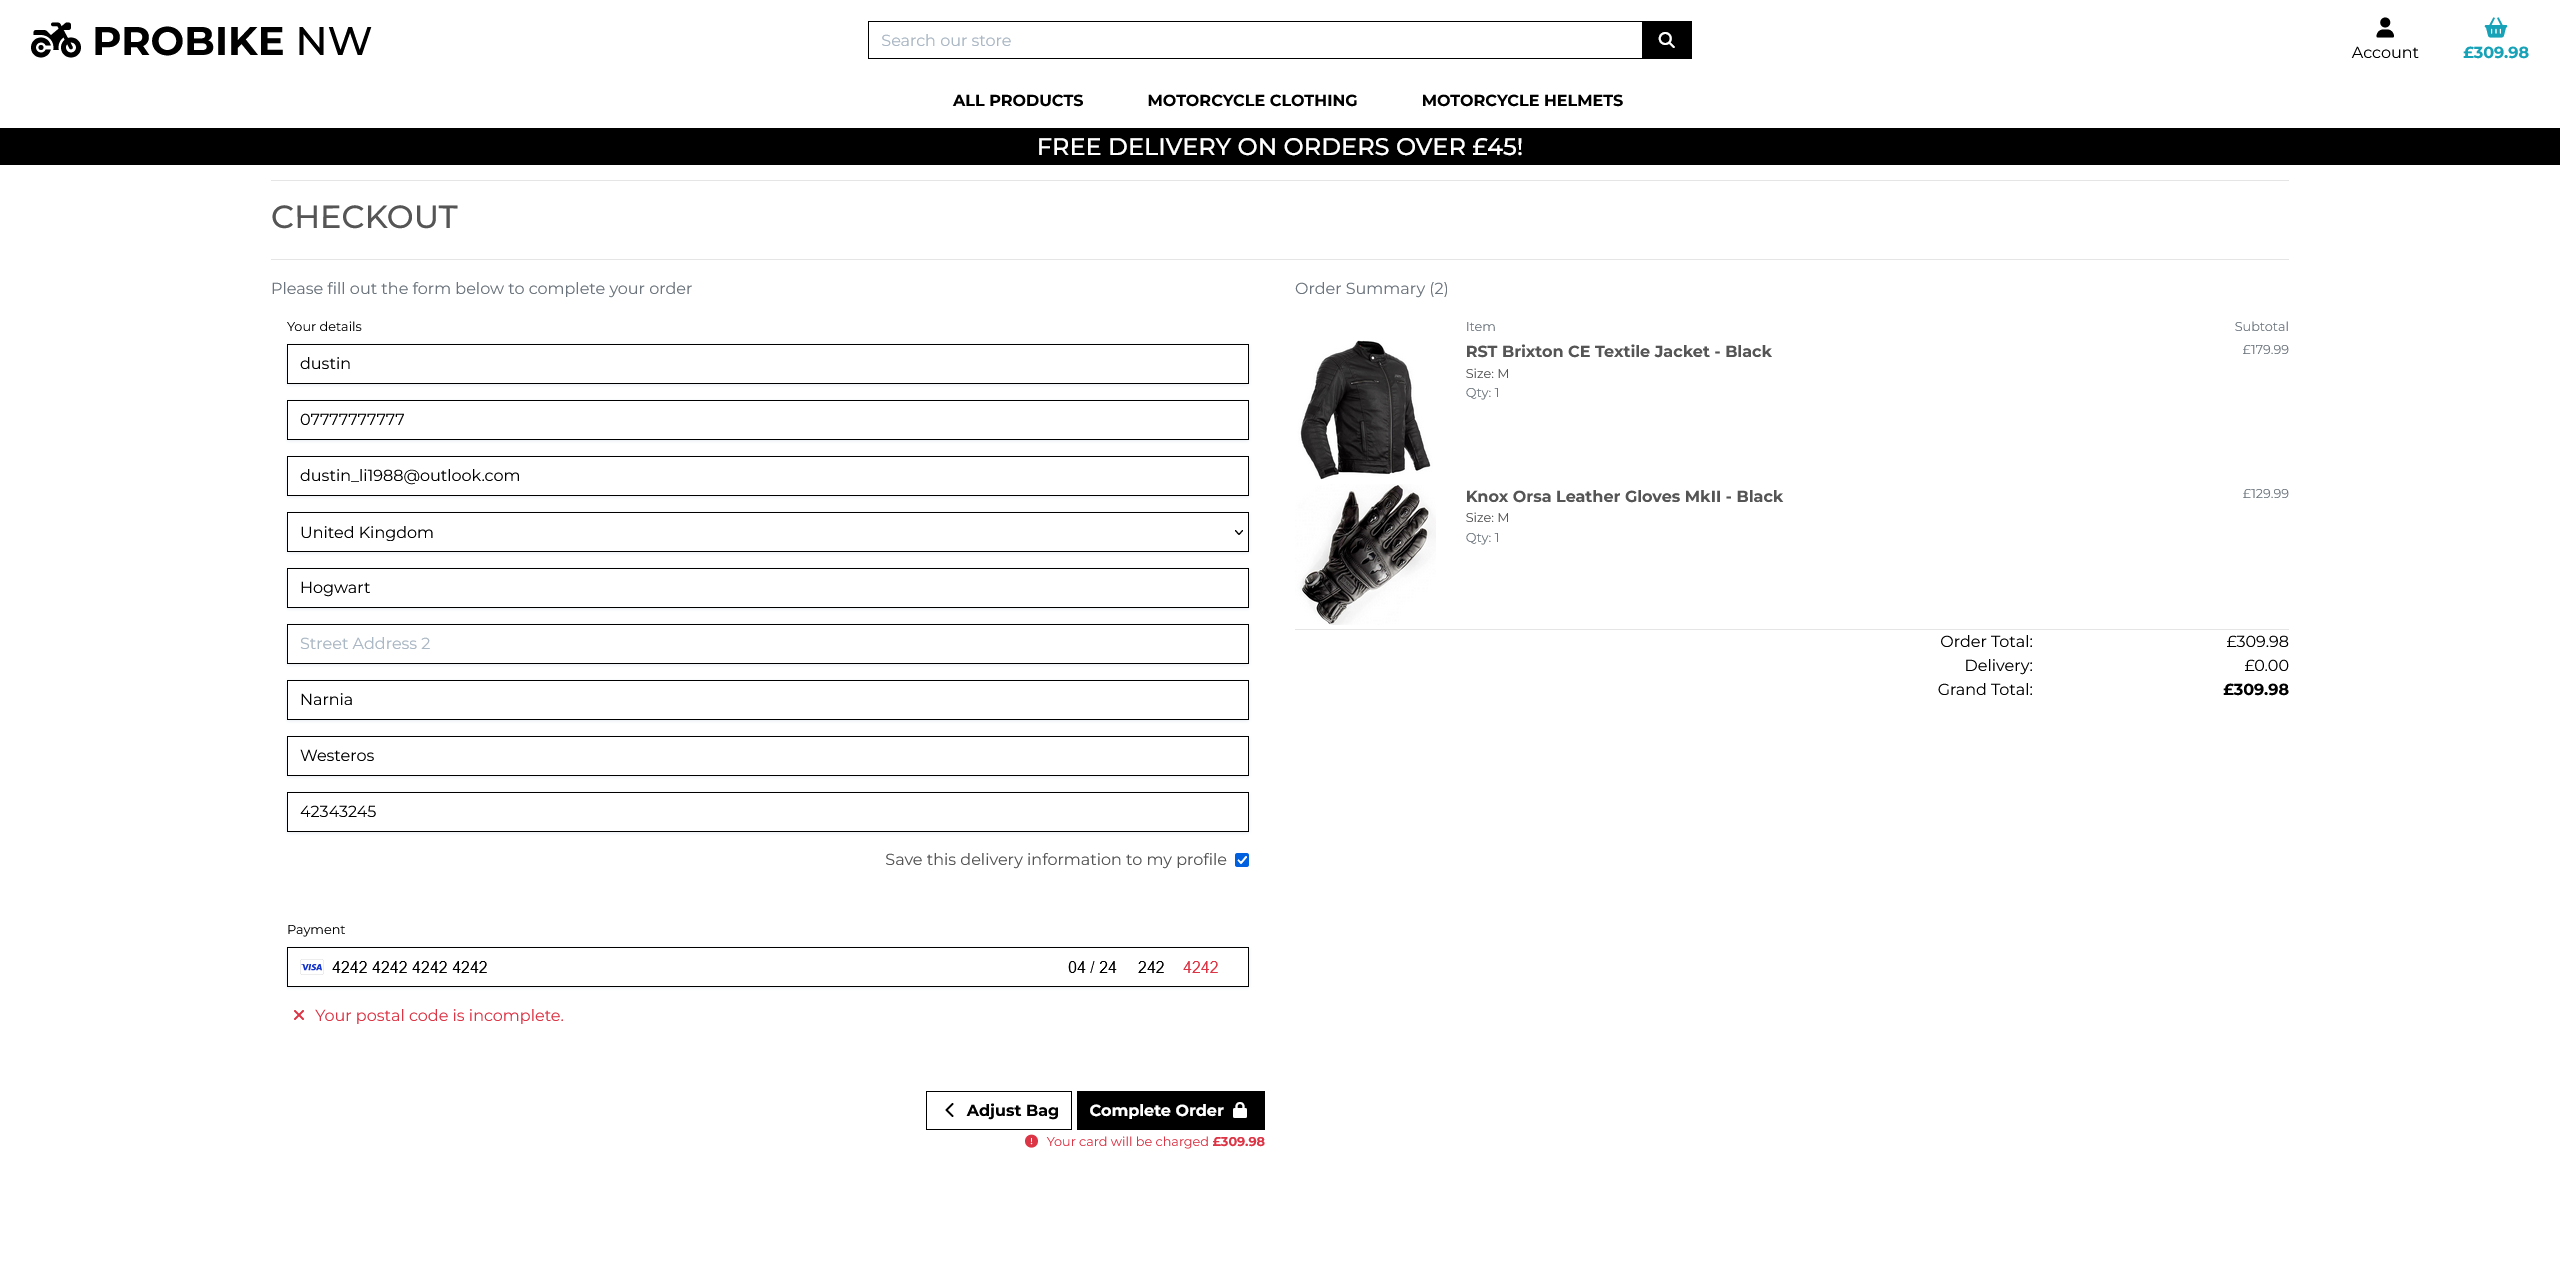 PROBIKE NW
Search our store
Account
£309.98
ALL PRODUCTS
MOTORCYCLE CLOTHING
MOTORCYCLE HELMETS
FREE DELIVERY ON ORDERS OVER £45!
CHECKOUT
Please fill out the form below to complete your order
Your details
dustin
07777777777
dustin_li1988@outlook.com
United Kingdom
Hogwart
Street Address 2
Narnia
Westeros
42343245
Save this delivery information to my profile
Payment
VISA 4242 4242 4242 4242 04 / 24 242 4242
Your postal code is incomplete.
Adjust Bag
Complete Order
Your card will be charged £309.98
Order Summary (2)
Item Subtotal
RST Brixton CE Textile Jacket - Black £179.99
Size: M
Qty: 1
Knox Orsa Leather Gloves MkII - Black £129.99
Size: M
Qty: 1
Order Total: £309.98
Delivery: £0.00
Grand Total: £309.98